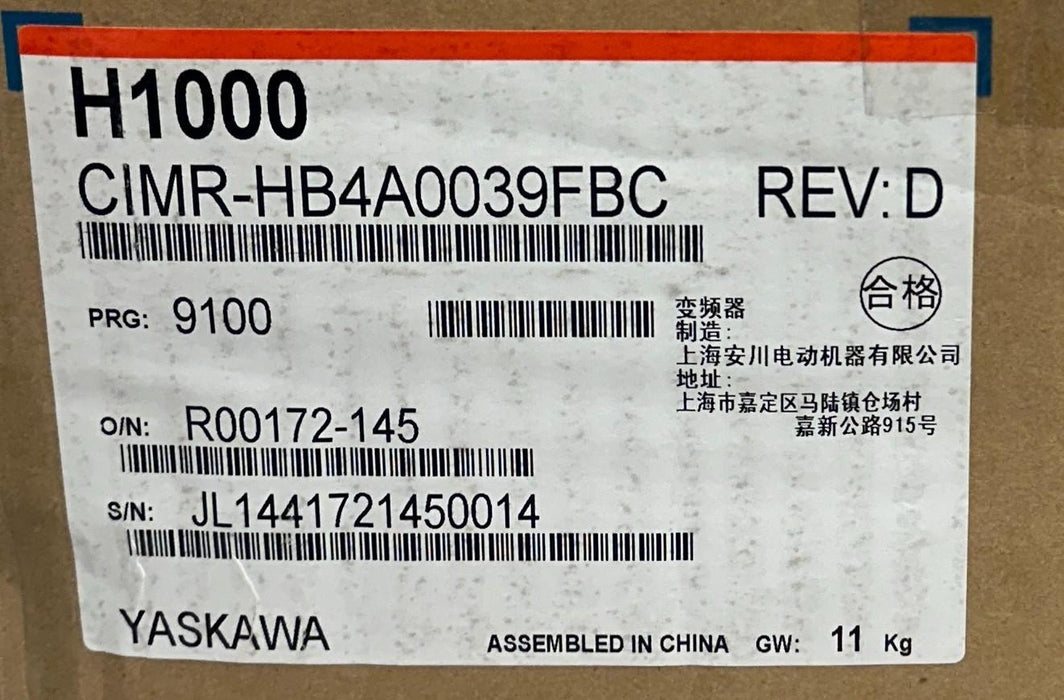 H1000
CIMR-HB4A0039FBC REV: D
合格
PRG: 9100
变频器
制造:
上海安川电动机器有限公司
地址:
上海市嘉定区马陆镇仓场村
嘉新公路915号
O/N: R00172-145
S/N: JL1441721450014
YASKAWA ASSEMBLED IN CHINA GW: 11 Kg